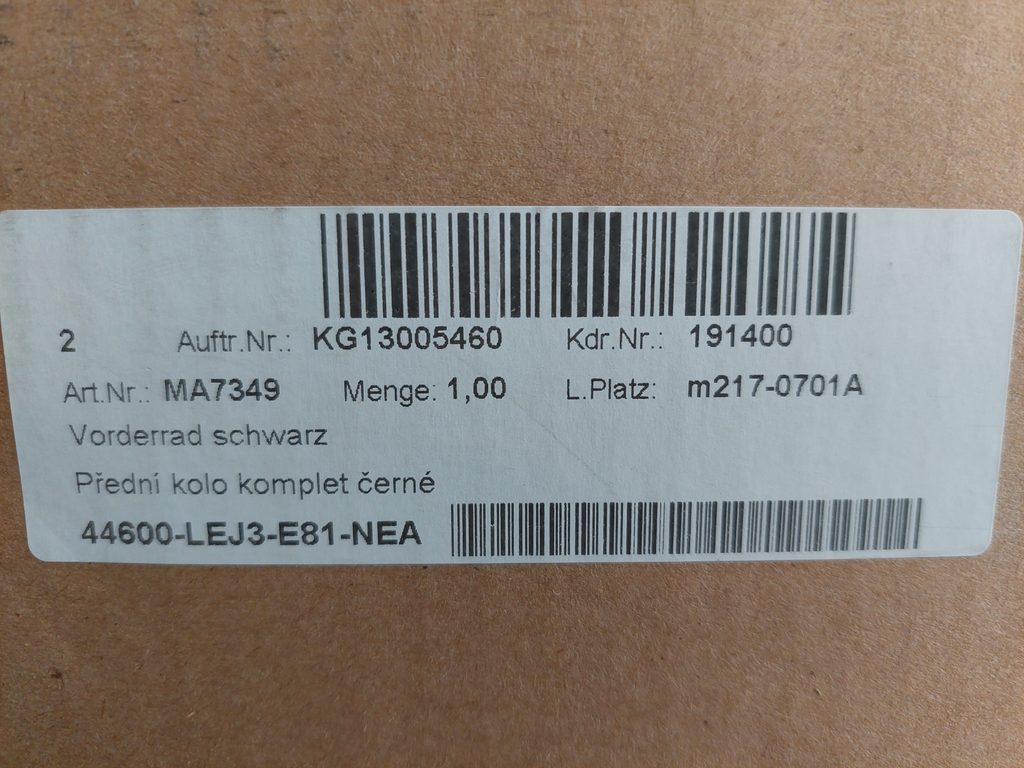 2 Auftr.Nr.: KG13005460 Kdr.Nr.: 191400
Art.Nr.: MA7349 Menge: 1,00 L.Platz: m217-0701A
Vorderrad schwarz
Přední kolo komplet černé
44600-LEJ3-E81-NEA